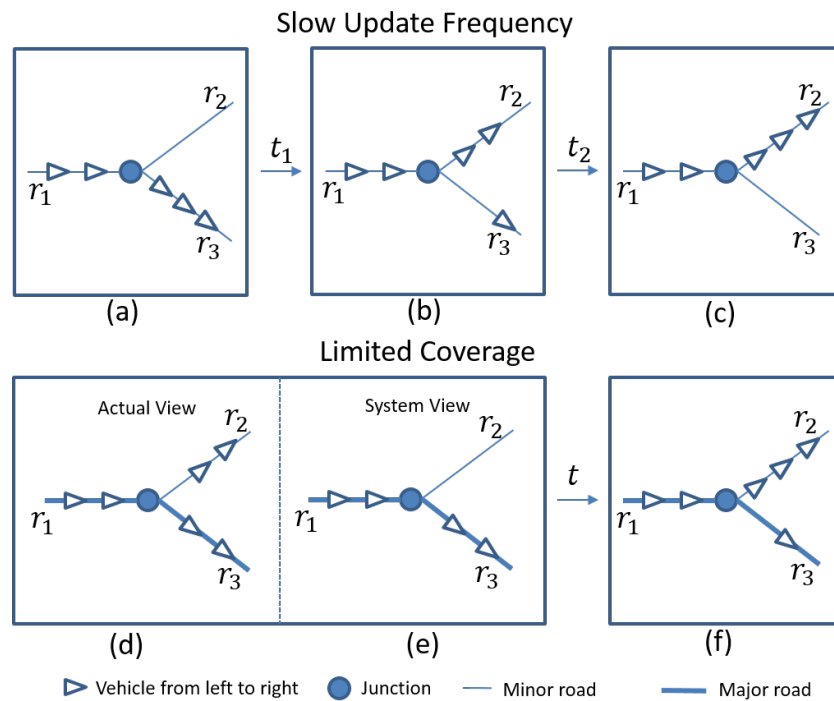 Slow Update Frequency
r₂
r₁
r₃
t₁
r₂
r₁
r₃
t₂
r₂
r₁
r₃
(a)
(b)
(c)
Limited Coverage
Actual View
r₂
r₁
r₃
System View
r₂
r₁
r₃
t
r₂
r₁
r₃
(d)
(e)
(f)
Vehicle from left to right
Junction
Minor road
Major road